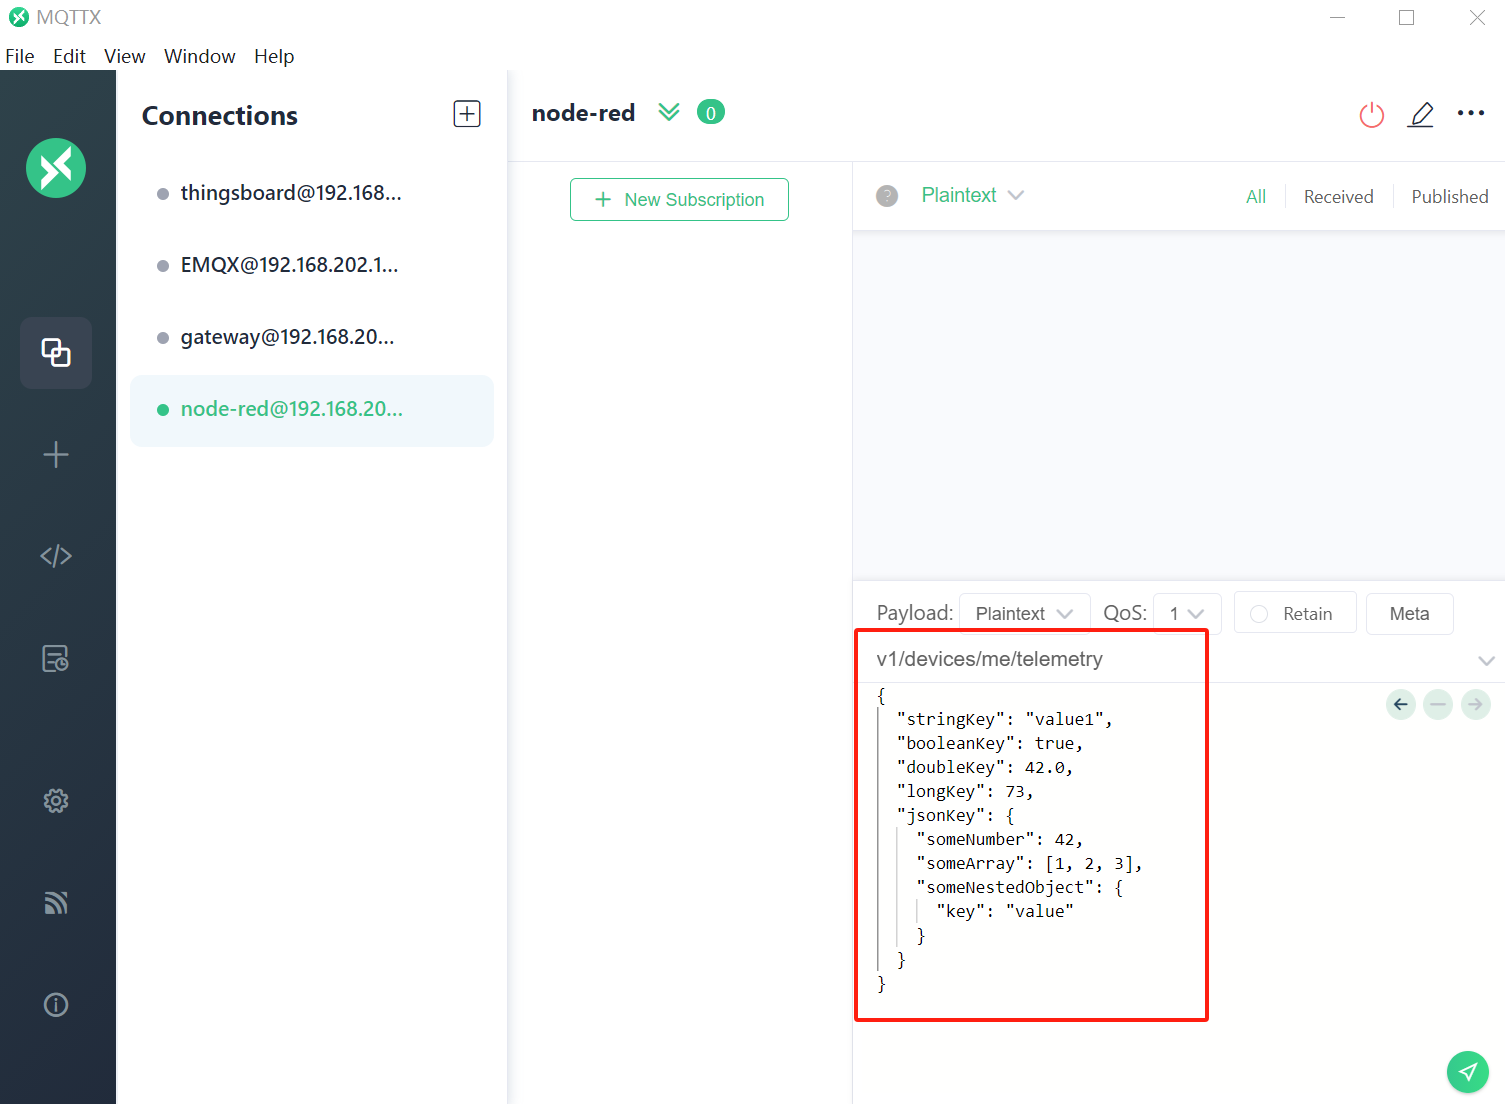 MQTTX
File Edit View Window Help
Connections
thingsboard@192.168...
EMQX@192.168.202.1...
gateway@192.168.20...
node-red@192.168.20...
node-red 0
New Subscription
Plaintext All Received Published
Payload: Plaintext QoS: 1 Retain Meta
v1/devices/me/telemetry
{
"stringKey": "value1",
"booleanKey": true,
"doubleKey": 42.0,
"longKey": 73,
"jsonKey": {
"someNumber": 42,
"someArray": [1, 2, 3],
"someNestedObject": {
"key": "value"
}
}
}